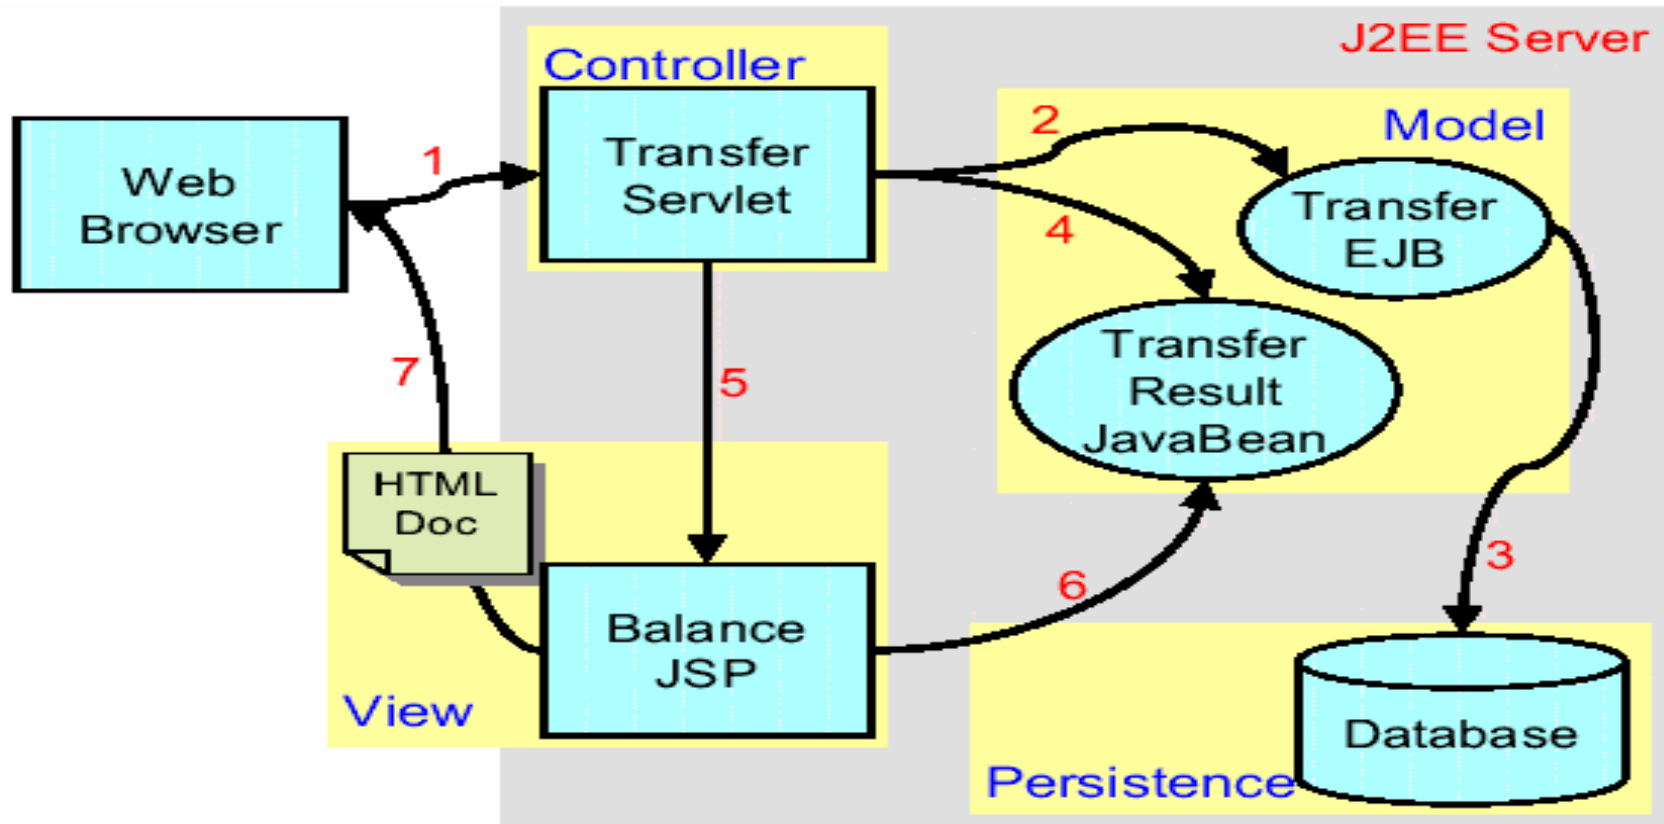 J2EE Server
Controller
Transfer
Servlet
Web
Browser
1
2
Model
Transfer
EJB
4
Transfer
Result
JavaBean
7
5
HTML
Doc
3
6
Balance
JSP
View
Database
Persistence